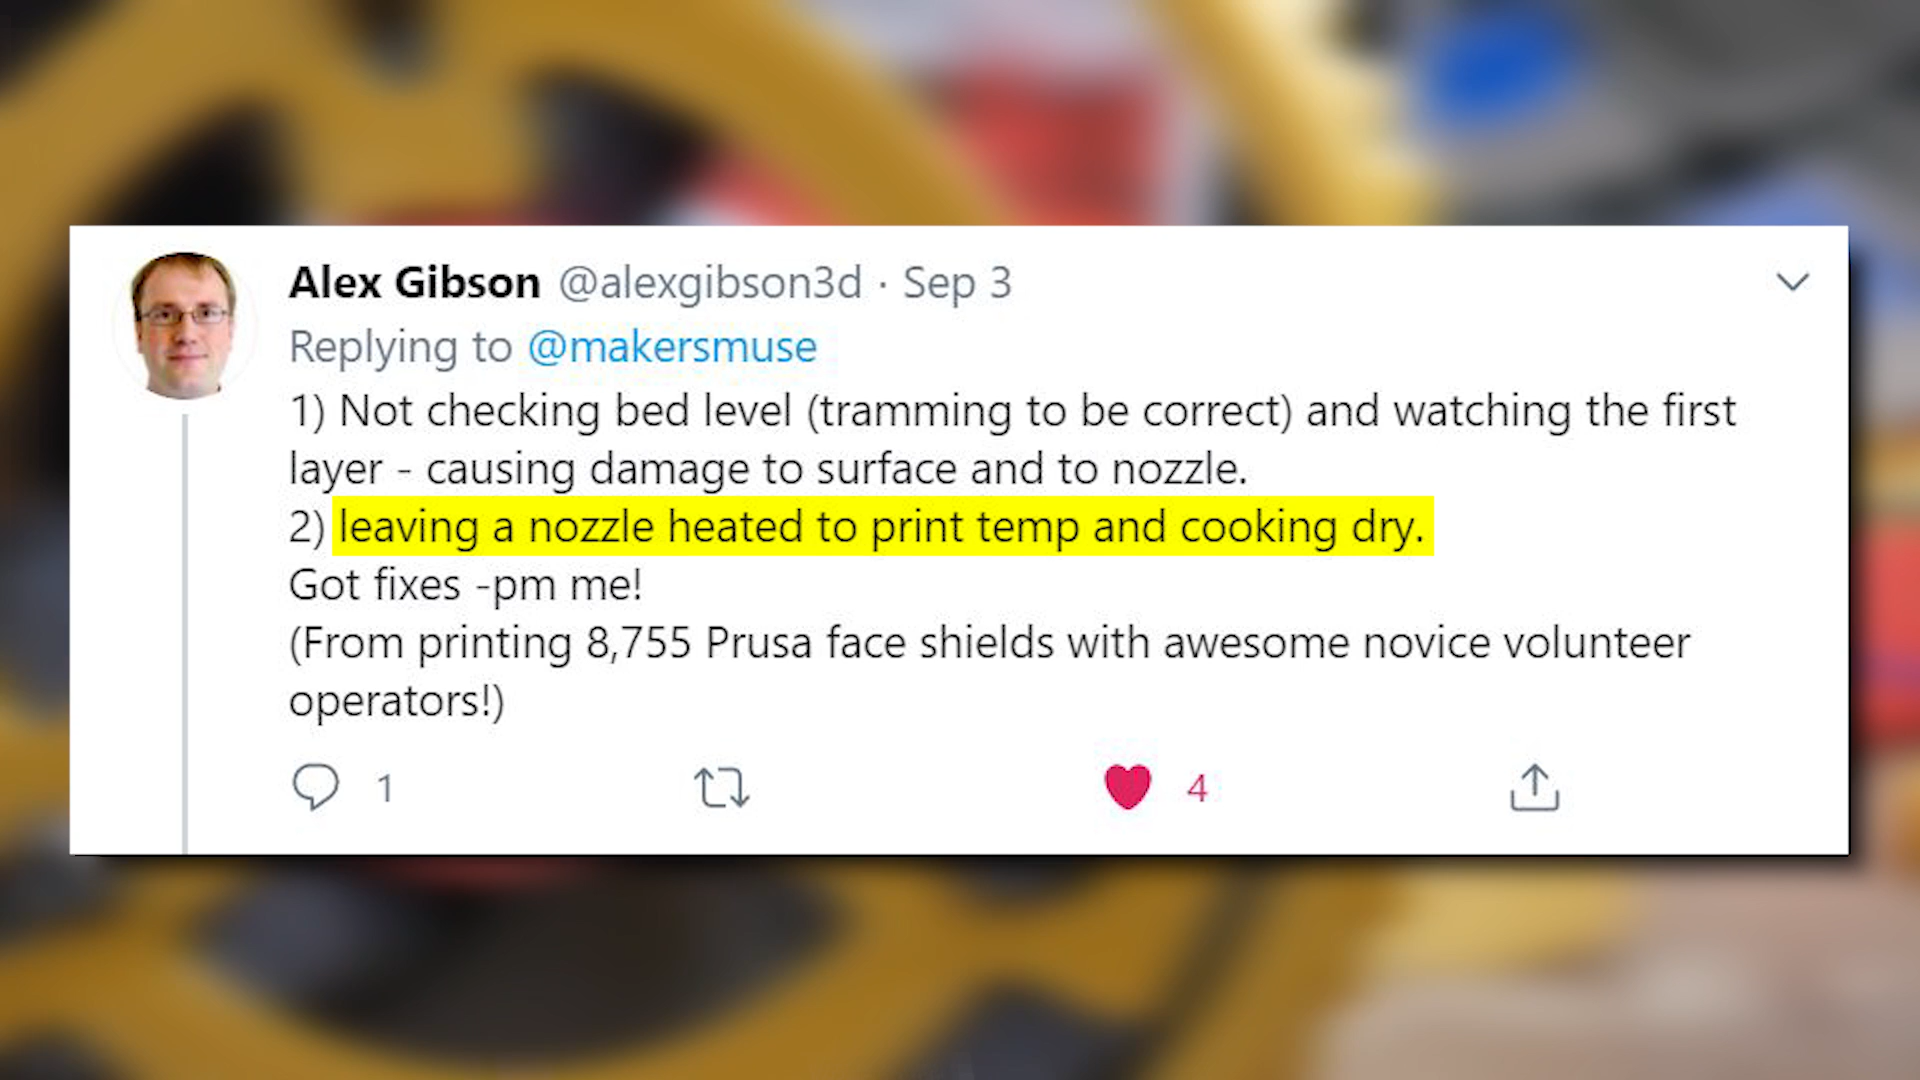 Alex Gibson @alexgibson3d · Sep 3
Replying to @makersmuse
1) Not checking bed level (tramming to be correct) and watching the first
layer - causing damage to surface and to nozzle.
2) leaving a nozzle heated to print temp and cooking dry.
Got fixes -pm me!
(From printing 8,755 Prusa face shields with awesome novice volunteer
operators!)
1 4